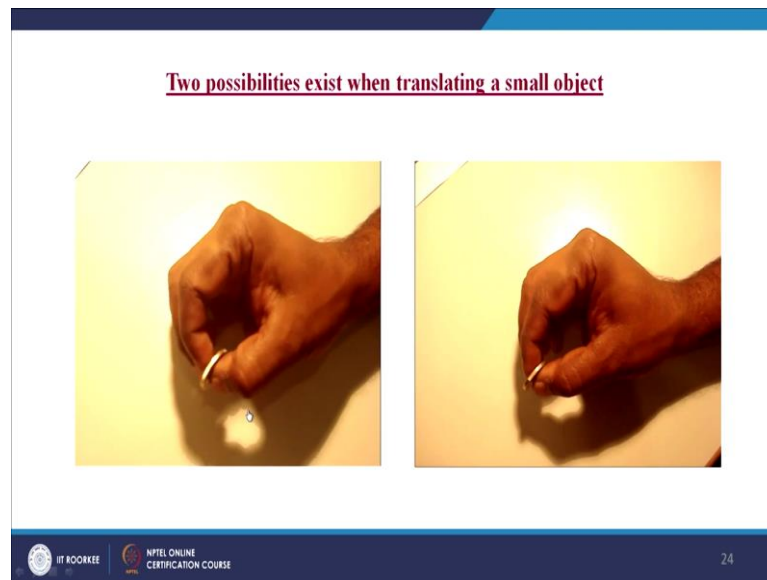 Two possibilities exist when translating a small object
IIT ROORKEE
NPTEL ONLINE
CERTIFICATION COURSE
24